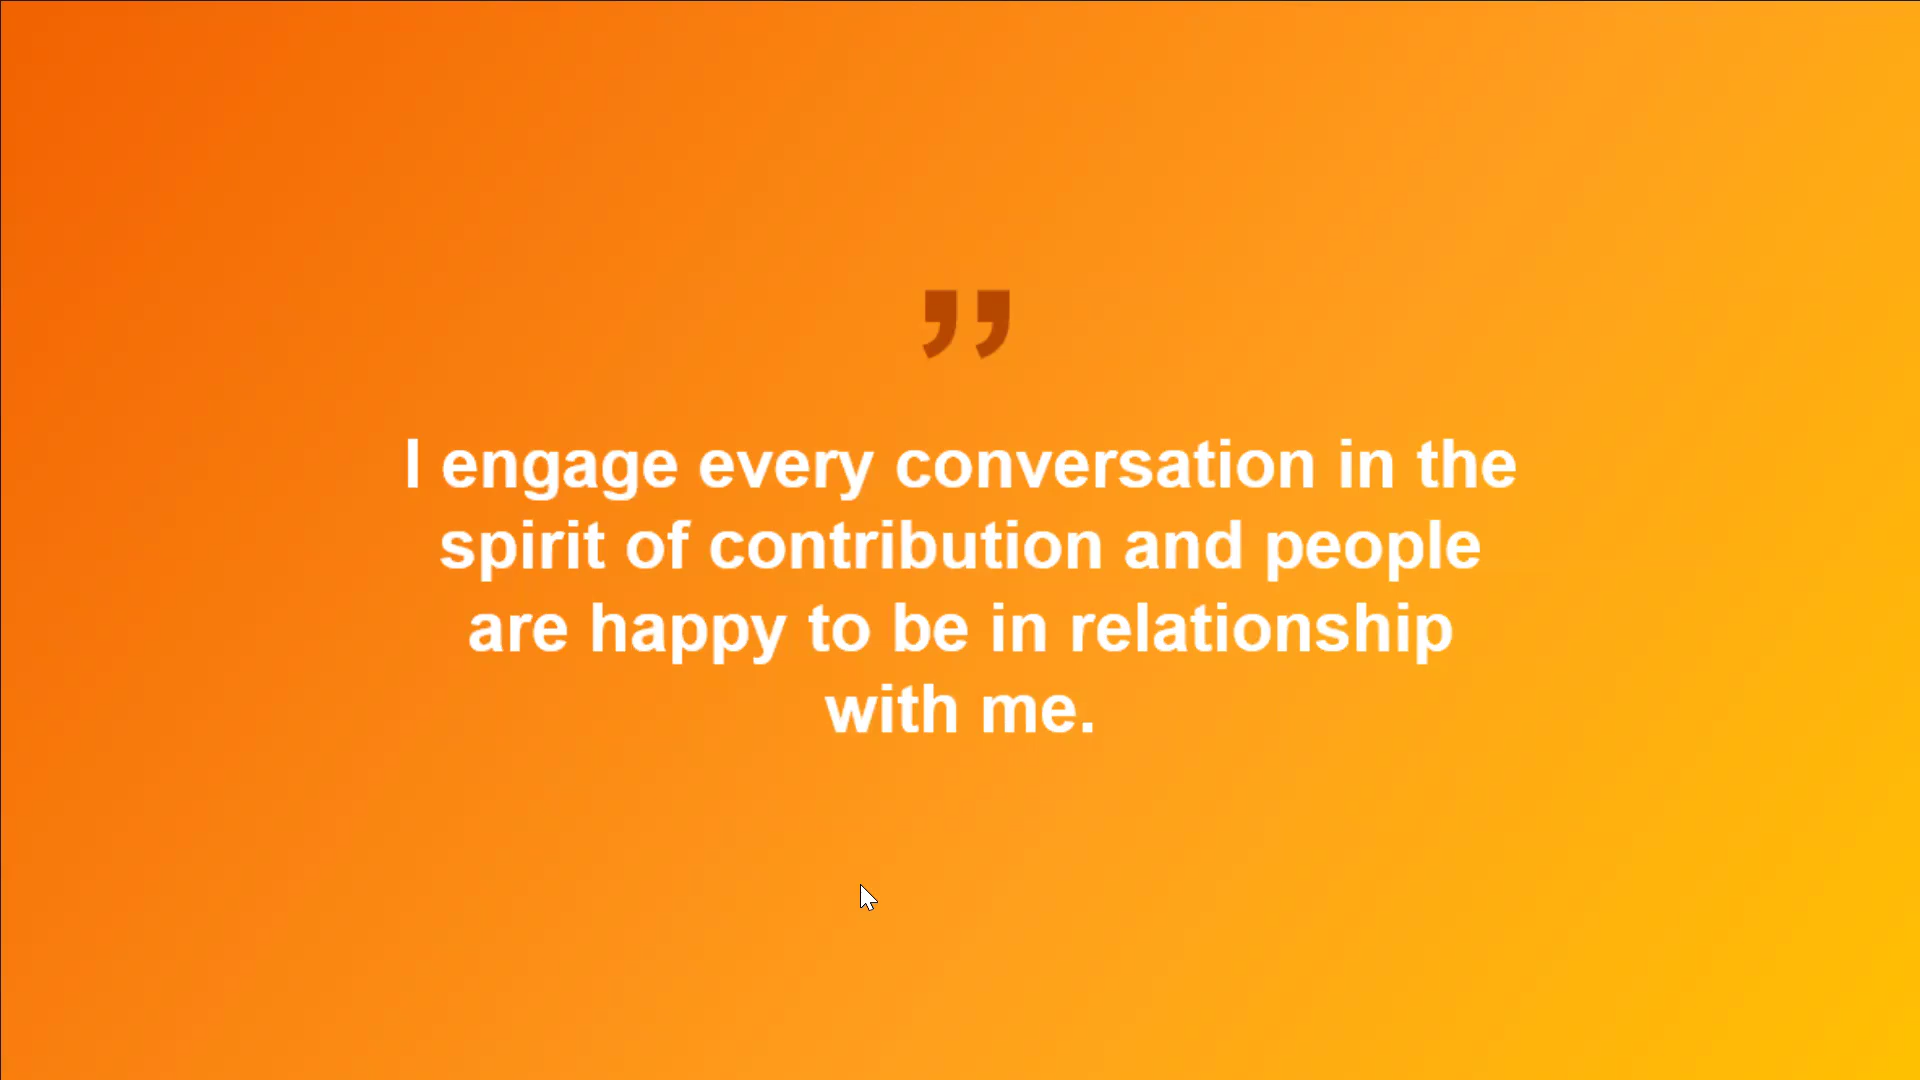 ”
I engage every conversation in the
spirit of contribution and people
are happy to be in relationship
with me.